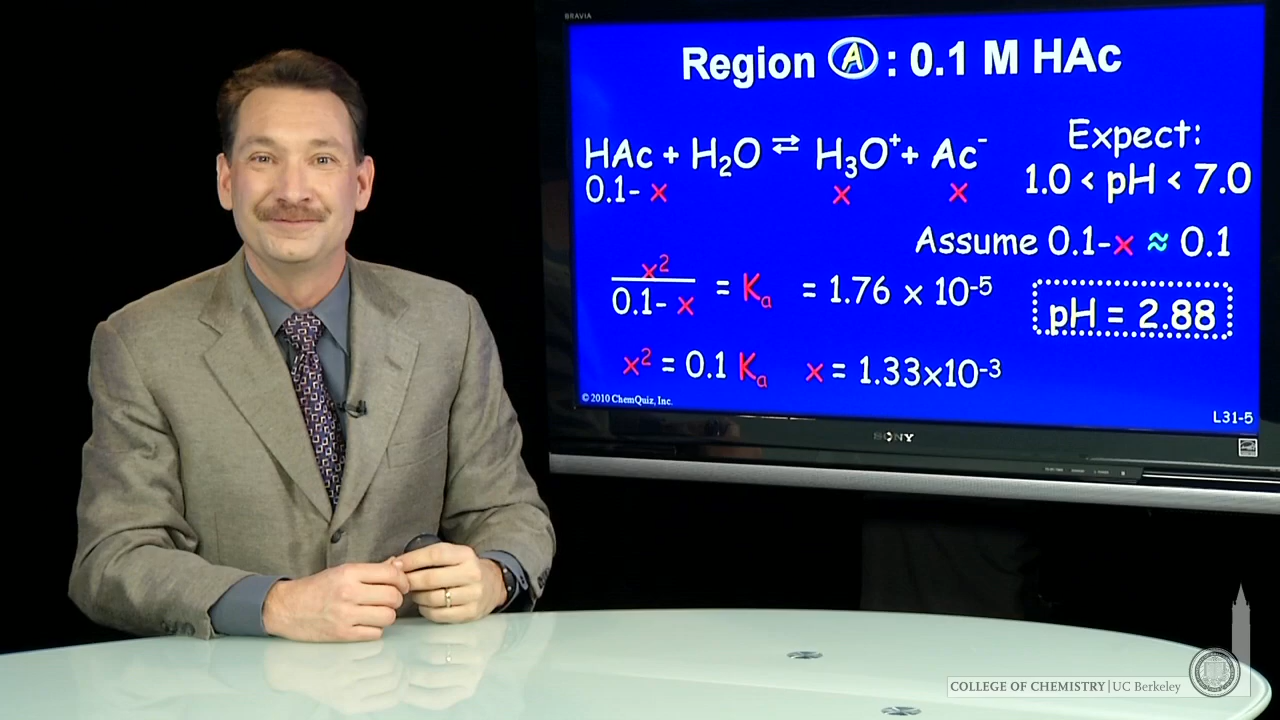 BRAVIA
Region A : 0.1 M HAc
HAc + H₂O ⇄ H₃O⁺ + Ac⁻
0.1- x x x
Expect:
1.0 < pH < 7.0
Assume 0.1-x ≈ 0.1
x²
0.1- x
= Kₐ = 1.76 x 10⁻⁵
pH = 2.88
x² = 0.1 Kₐ x = 1.33x10⁻³
© 2010 ChemQuiz, Inc.
L31-5
SONY
COLLEGE OF CHEMISTRY | UC Berkeley